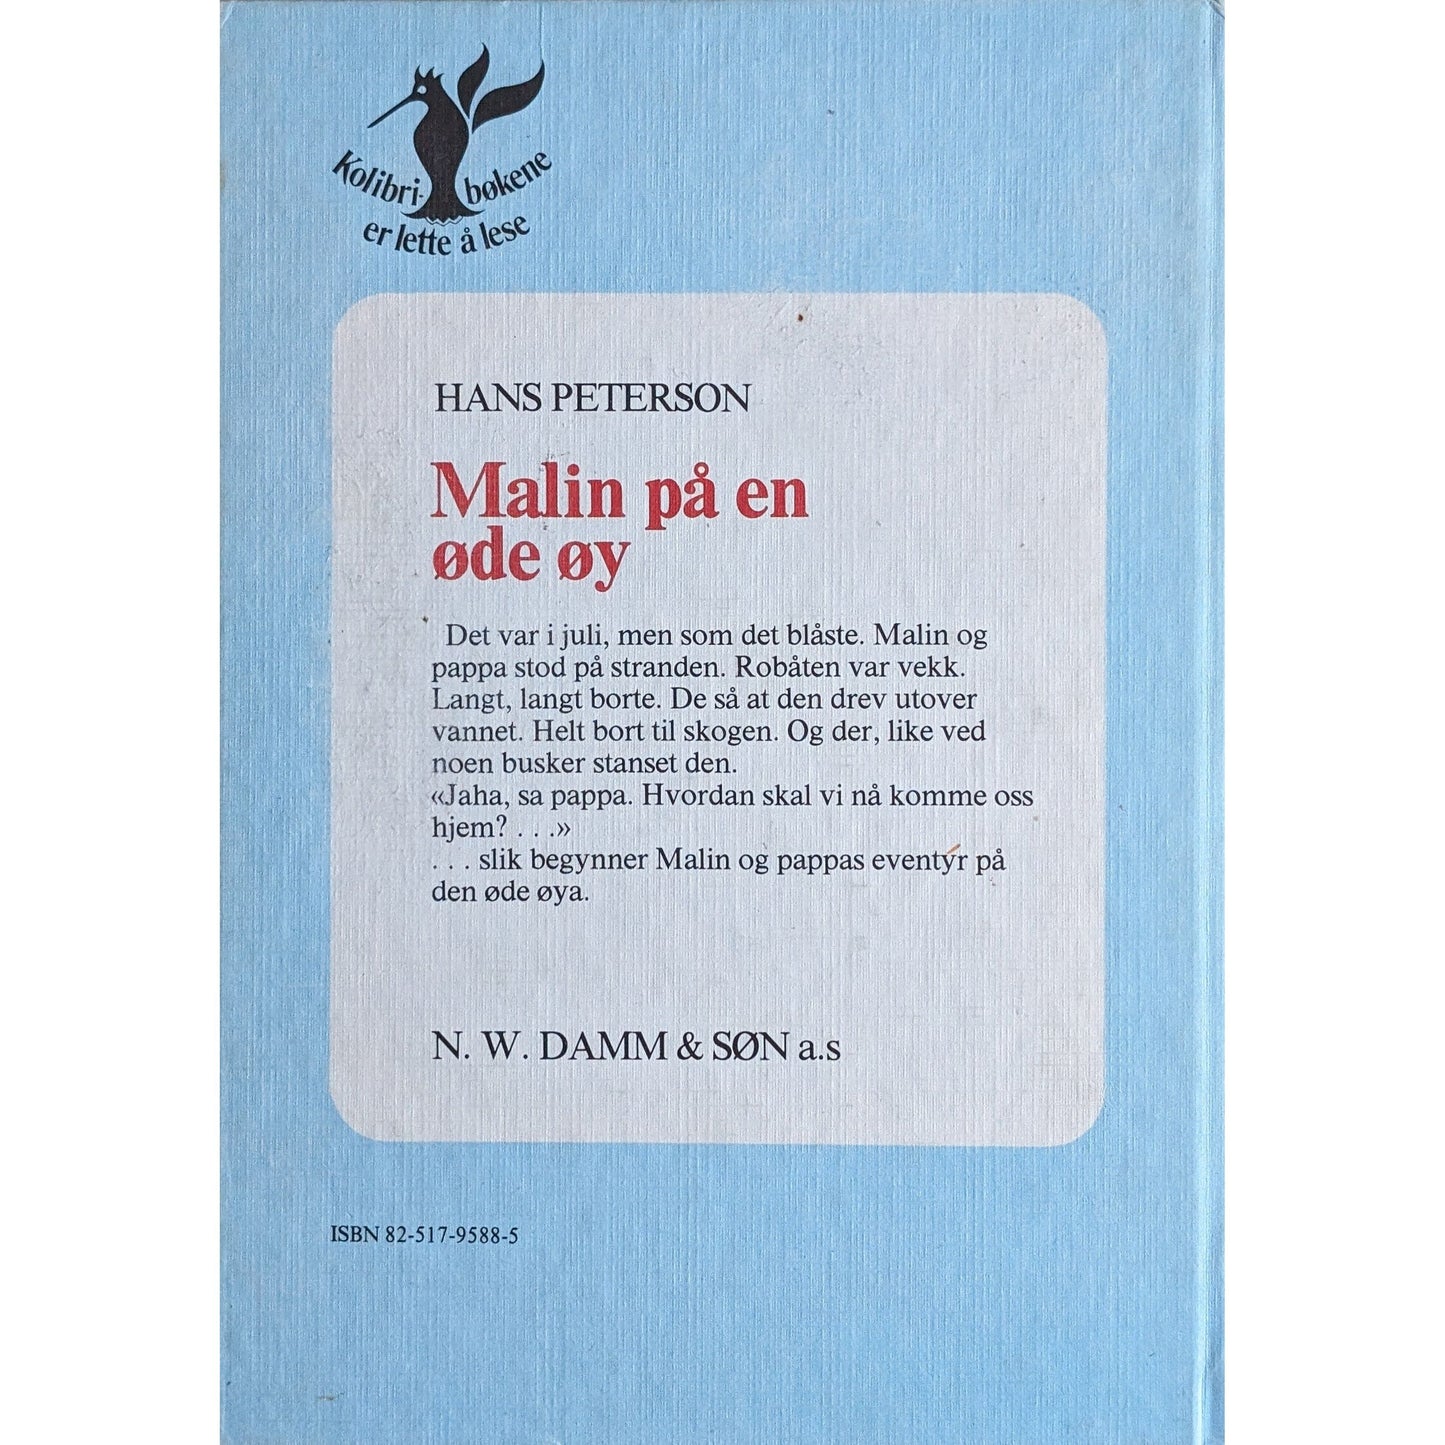 Kolibri-bøkene
er lette å lese
HANS PETERSON
Malin på en
øde øy
Det var i juli, men som det blåste. Malin og
pappa stod på stranden. Robåten var vekk.
Langt, langt borte. De så at den drev utover
vannet. Helt bort til skogen. Og der, like ved
noen busker stanset den.
«Jaha, sa pappa. Hvordan skal vi nå komme oss
hjem? . . .»
. . . slik begynner Malin og pappas eventyr på
den øde øya.
N. W. DAMM & SØN a.s
ISBN 82-517-9588-5